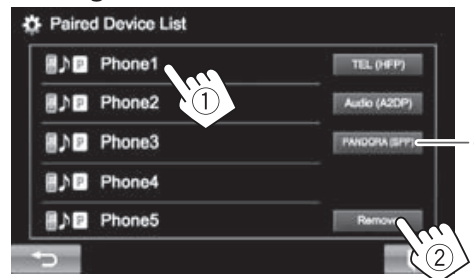 Paired Device List
P Phone1 TEL (HFP)
①
P Phone2 Audio (A2DP)
P Phone3 PANDORA (SPP)
P Phone4
P Phone5 Remove
②